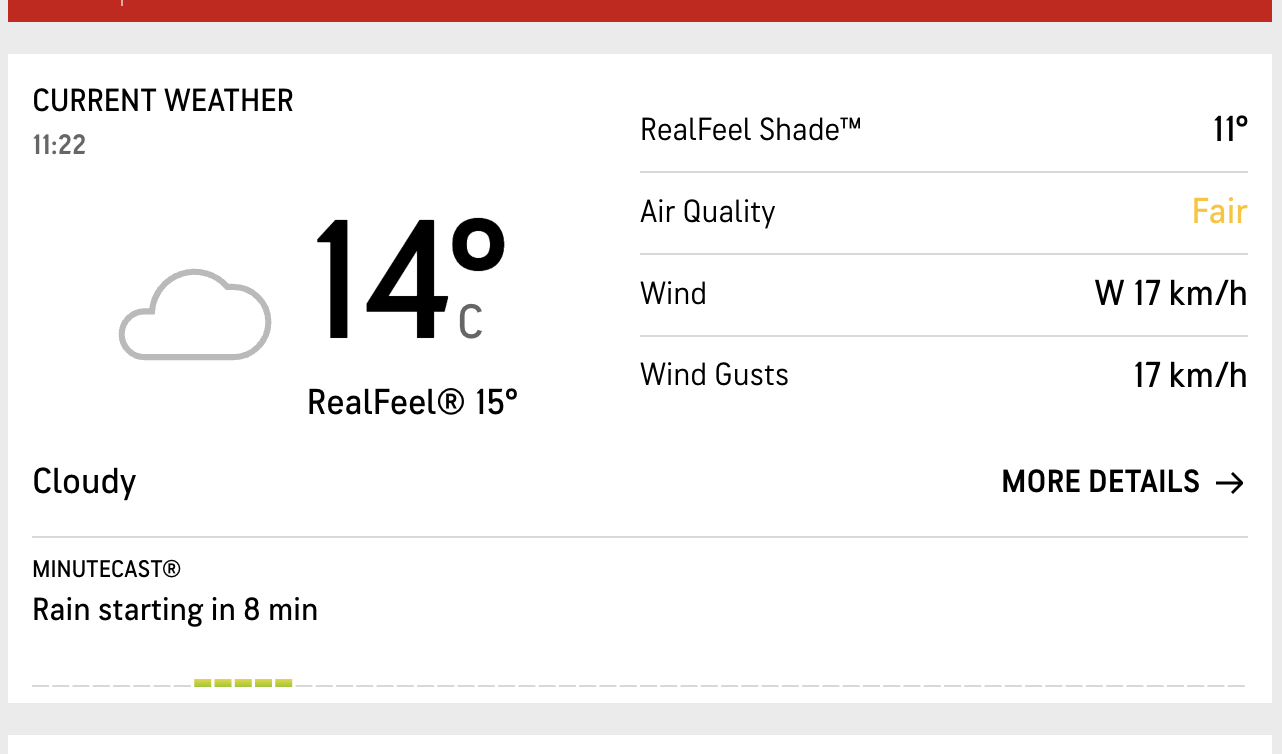 CURRENT WEATHER
11:22
14°
C
RealFeel® 15°
Cloudy
RealFeel Shade™ 11°
Air Quality Fair
Wind W 17 km/h
Wind Gusts 17 km/h
MORE DETAILS →
MINUTECAST®
Rain starting in 8 min